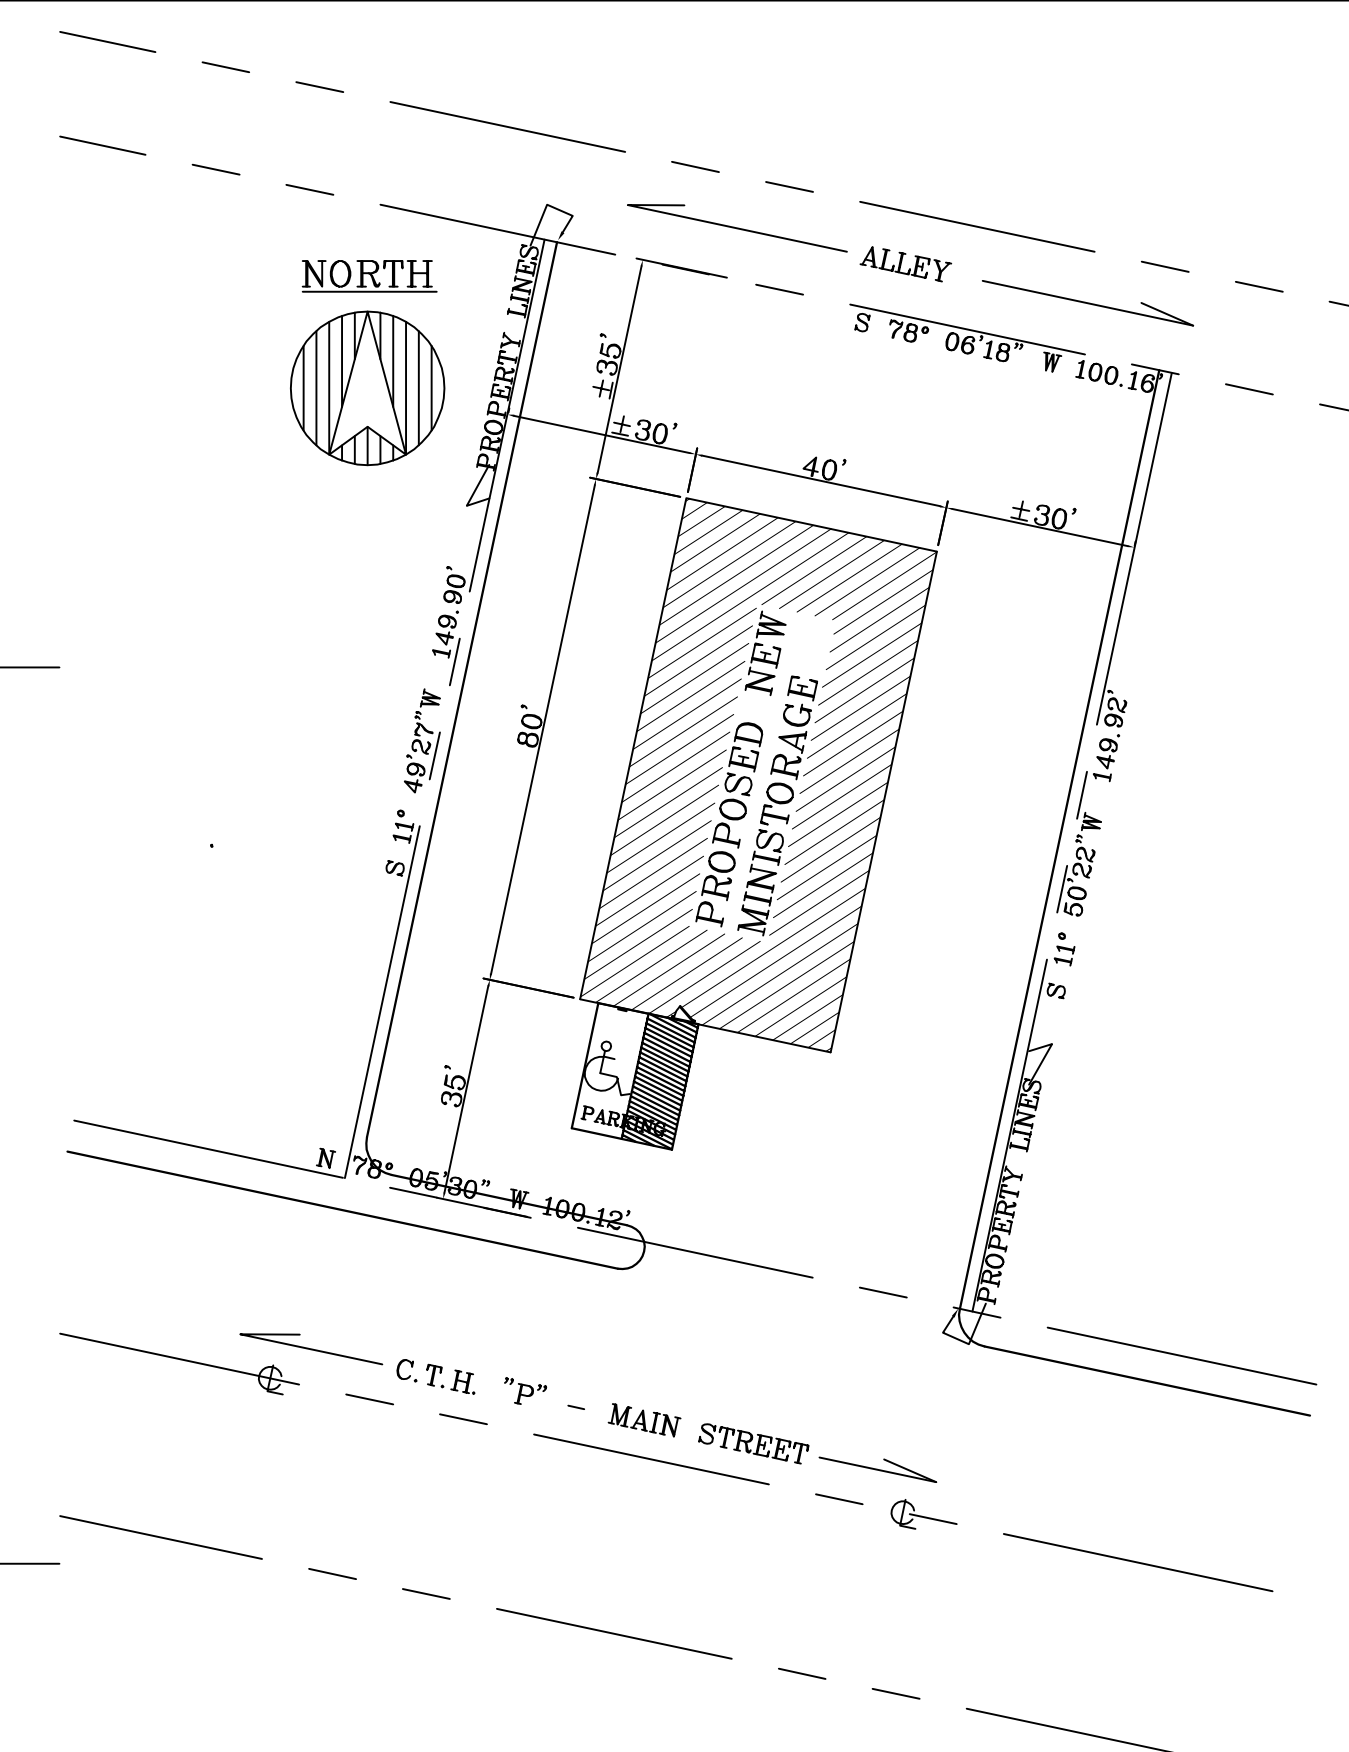 ALLEY
NORTH
PROPERTY LINES
S 78° 06'18" W 100.16'
±35'
±30'
40'
±30'
S 11° 49'27"W 149.90'
80'
PROPOSED NEW
MINISTORAGE
S 11° 50'22"W 149.92'
35'
PARKING
PROPERTY LINES
N 78° 05'30" W 100.12'
C.T.H. "P" - MAIN STREET
℄
℄